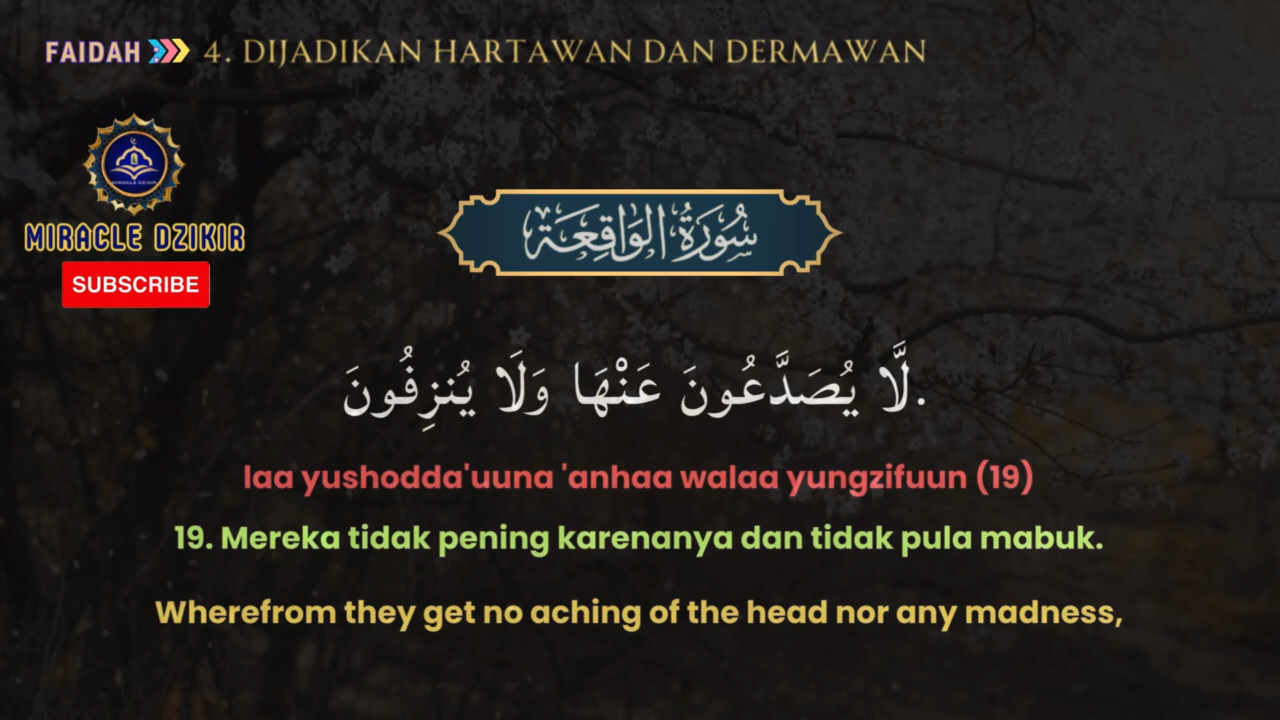 FAIDAH 4. DIJADIKAN HARTAWAN DAN DERMAWAN
MIRACLE DZIKIR
MIRACLE DZIKIR
SUBSCRIBE
سُورَةُ الوَاقِعَة
لَّا يُصَدَّعُونَ عَنْهَا وَلَا يُنزِفُونَ.
laa yushodda'uuna 'anhaa walaa yungzifuun (19)
19. Mereka tidak pening karenanya dan tidak pula mabuk.
Wherefrom they get no aching of the head nor any madness,